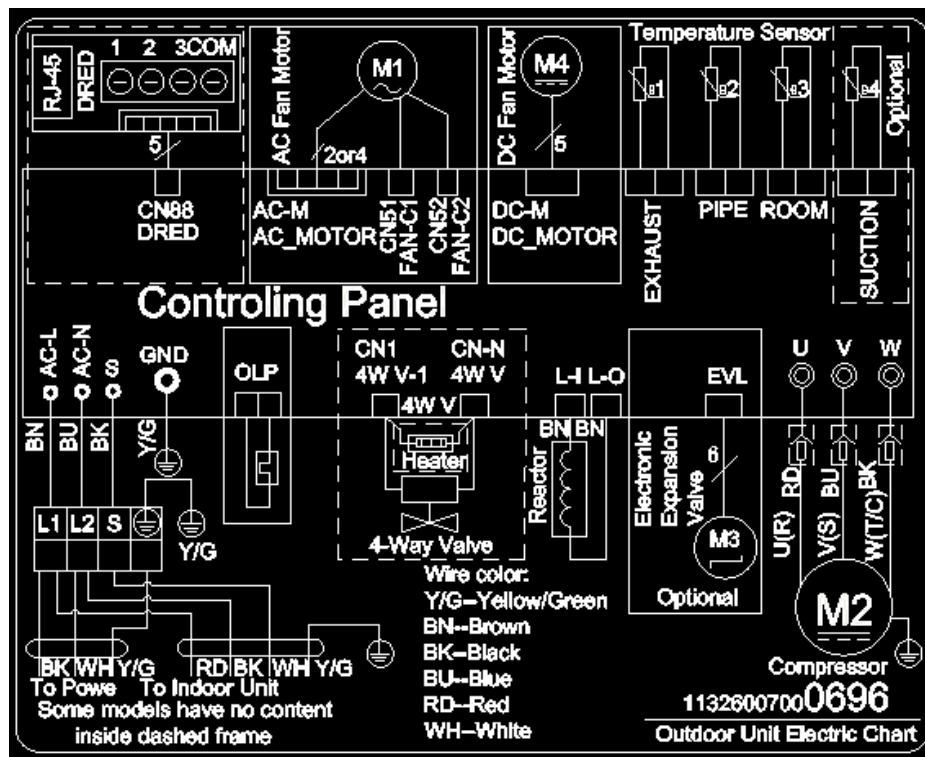 RJ-45
DRED
1 2 3COM
5
CN88
DRED
AC Fan Motor
M1
2or4
AC-M
AC_MOTOR
CN51
FAN-C1
CN52
FAN-C2
DC Fan Motor
M4
5
DC-M
DC_MOTOR
Temperature Sensor
θ1
θ2
θ3
θ4
Optional
EXHAUST
PIPE
ROOM
SUCTION
Controling Panel
AC-L
AC-N
S
GND
OLP
CN1
4W V-1
CN-N
4W V
4W V
L-I
L-O
EVL
U
V
W
BN
BU
BK
Y/G
Heater
4-Way Valve
BN
BN
Reactor
Electronic
Expansion
Valve
6
M3
Optional
RD
BU
BK
U(R)
V(S)
W(T/C)
M2
Compressor
L1 L2 S
Y/G
BK WH Y/G
RD BK WH Y/G
To Powe To Indoor Unit
Some models have no content
inside dashed frame
Wire color:
Y/G--Yellow/Green
BN--Brown
BK--Black
BU--Blue
RD--Red
WH--White
11326007000696
Outdoor Unit Electric Chart